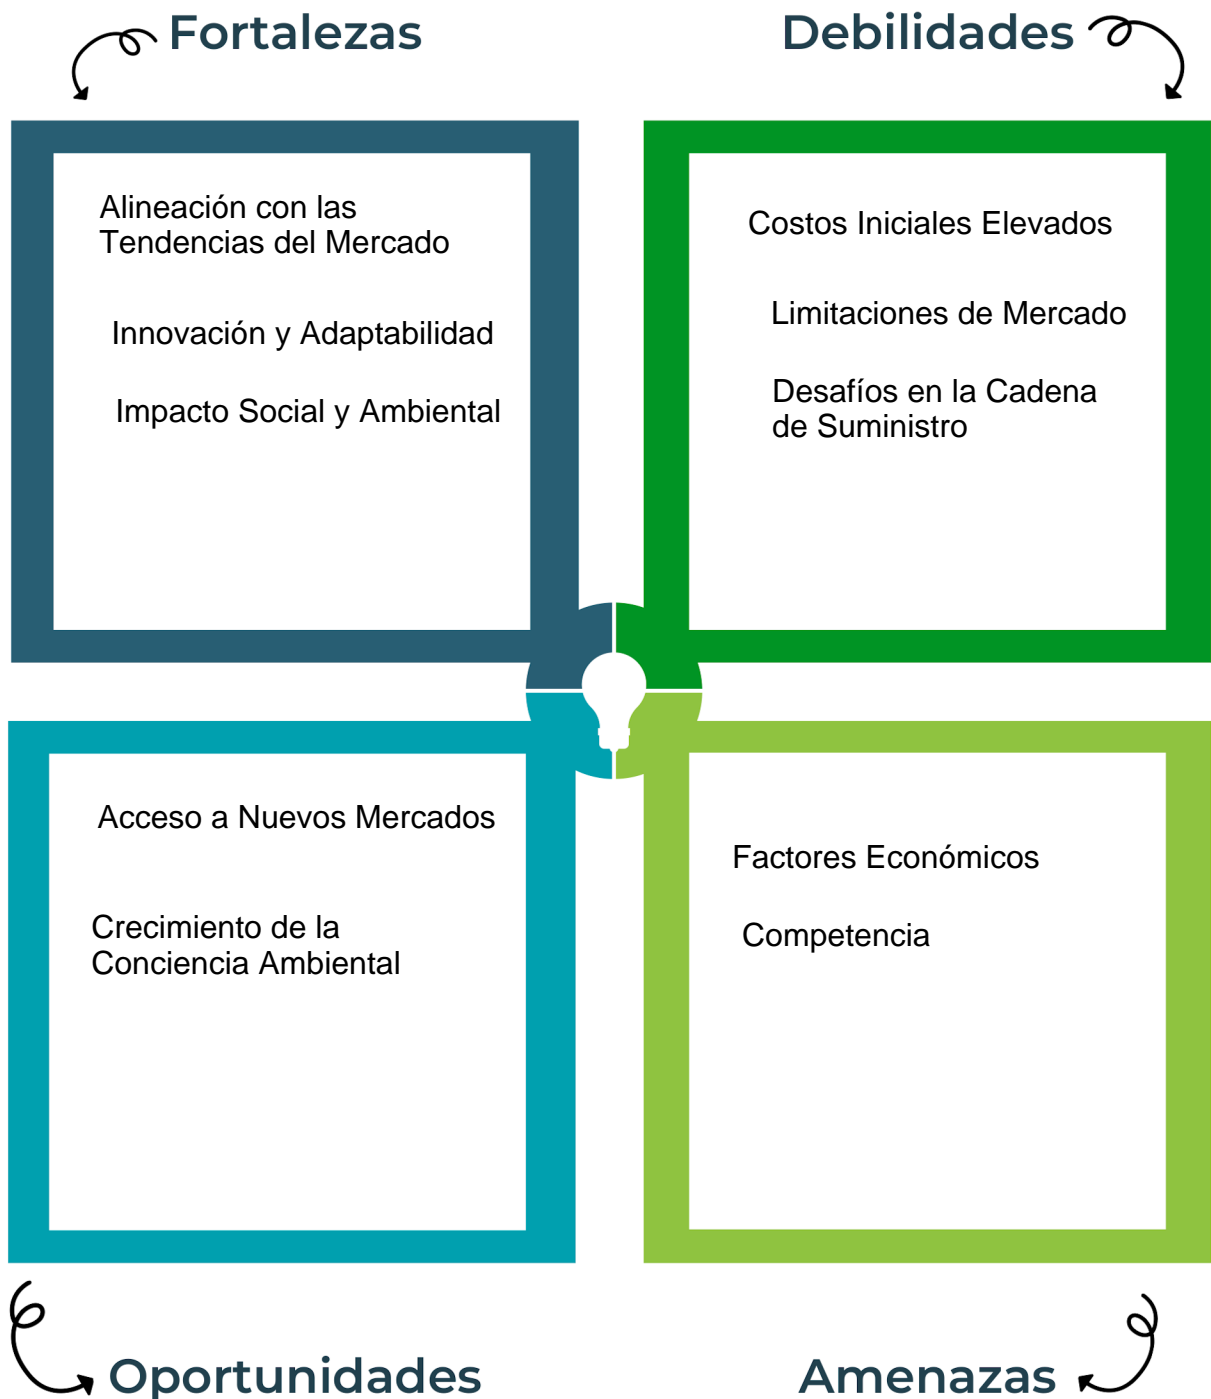 Fortalezas
Alineación con las
Tendencias del Mercado
Innovación y Adaptabilidad
Impacto Social y Ambiental
Debilidades
Costos Iniciales Elevados
Limitaciones de Mercado
Desafíos en la Cadena
de Suministro
Acceso a Nuevos Mercados
Crecimiento de la
Conciencia Ambiental
Oportunidades
Factores Económicos
Competencia
Amenazas